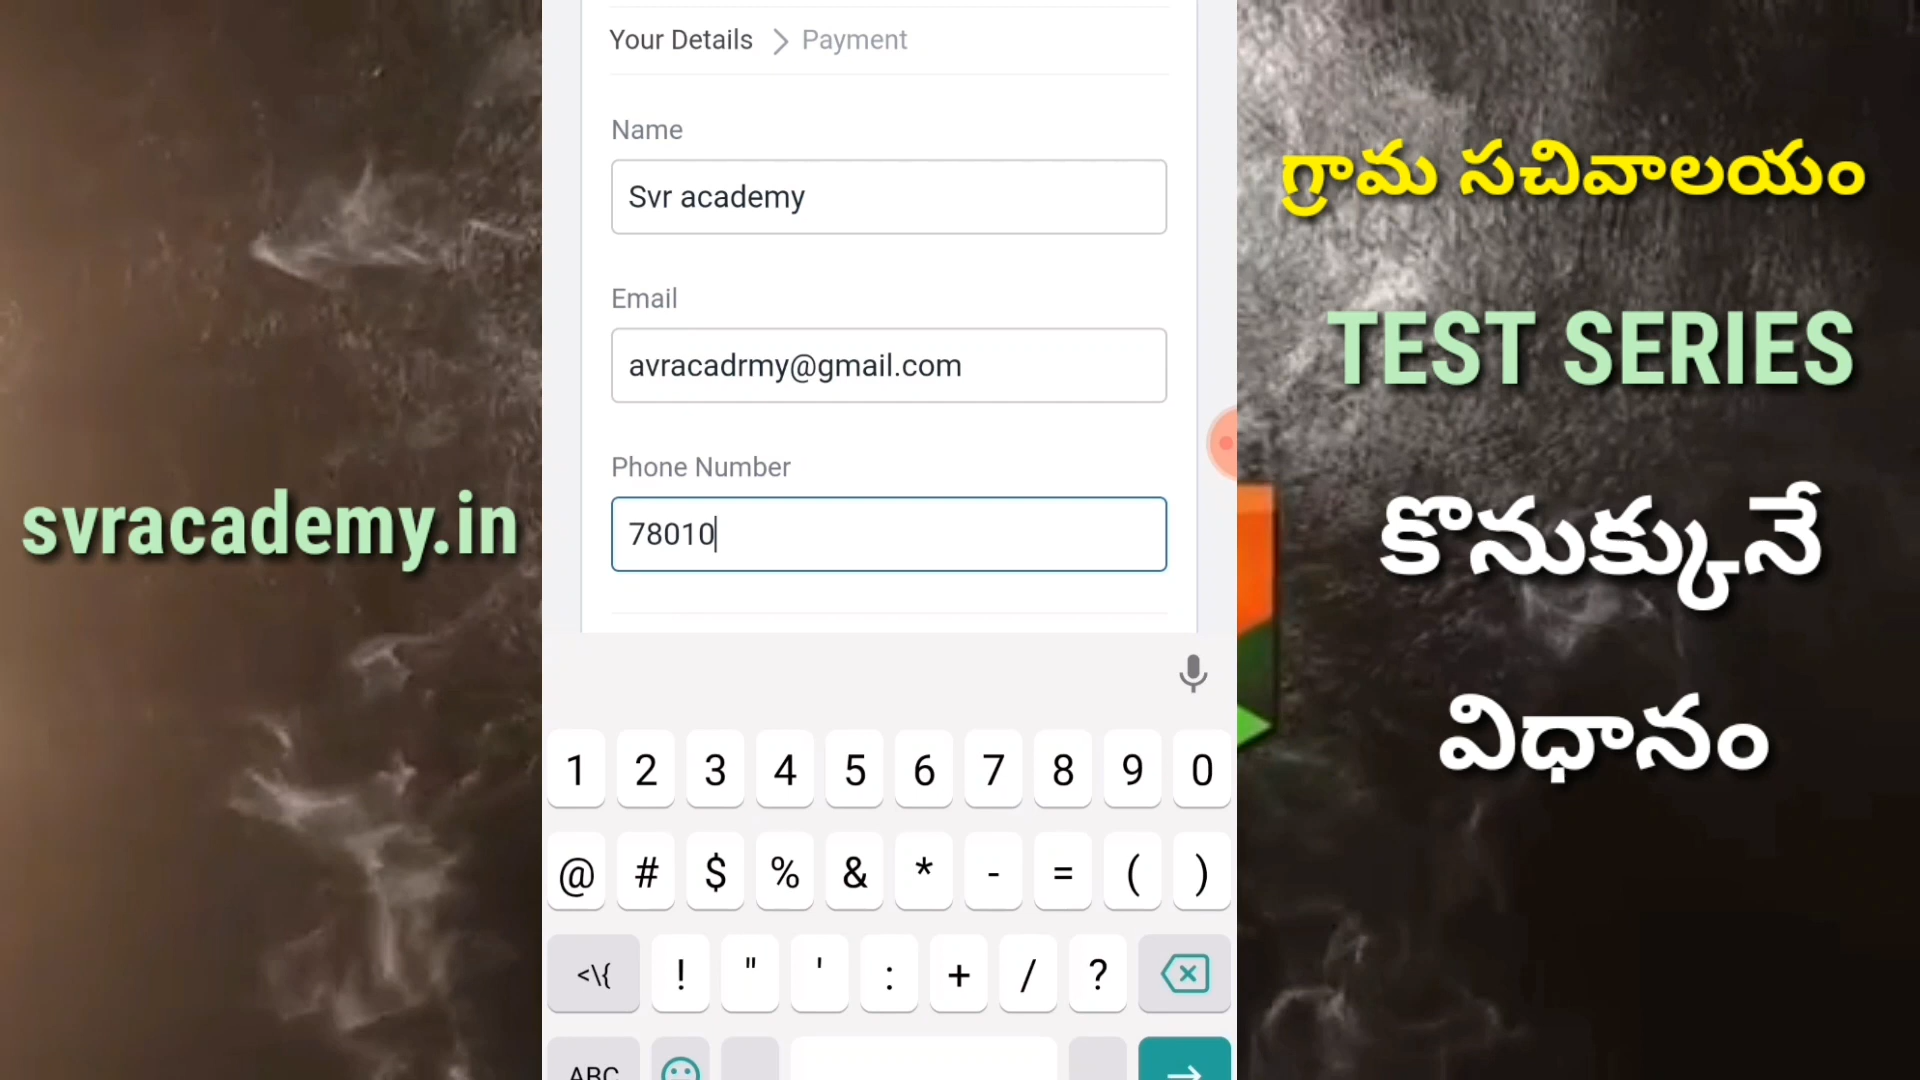 svracademy.in
Your Details > Payment
Name
Svr academy
Email
avracadrmy@gmail.com
Phone Number
78010
1 2 3 4 5 6 7 8 9 0
@ # $ % & * - = ( )
<\{ ! " ' : + / ?
ABC
గ్రామ సచివాలయం
TEST SERIES
కొనుక్కునే
విధానం